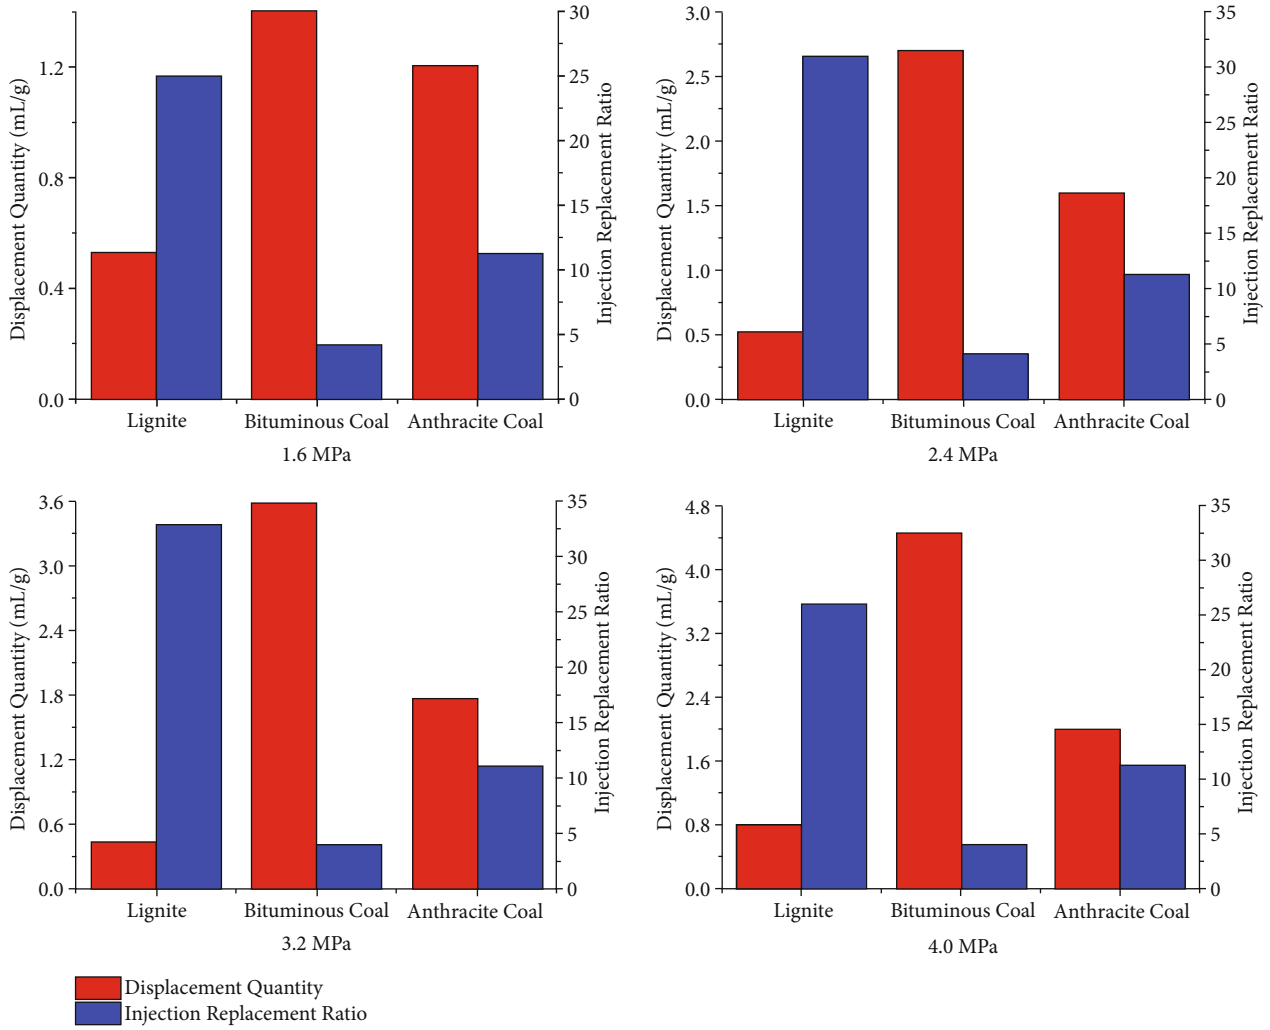 Displacement Quantity (mL/g)
0.0
0.4
0.8
1.2
Injection Replacement Ratio
0
5
10
15
20
25
30
Lignite
Bituminous Coal
Anthracite Coal
1.6 MPa
Displacement Quantity (mL/g)
0.0
0.5
1.0
1.5
2.0
2.5
3.0
Injection Replacement Ratio
0
5
10
15
20
25
30
35
Lignite
Bituminous Coal
Anthracite Coal
2.4 MPa
Displacement Quantity (mL/g)
0.0
0.6
1.2
1.8
2.4
3.0
3.6
Injection Replacement Ratio
0
5
10
15
20
25
30
35
Lignite
Bituminous Coal
Anthracite Coal
3.2 MPa
Displacement Quantity (mL/g)
0.0
0.8
1.6
2.4
3.2
4.0
4.8
Injection Replacement Ratio
0
5
10
15
20
25
30
35
Lignite
Bituminous Coal
Anthracite Coal
4.0 MPa
Displacement Quantity
Injection Replacement Ratio